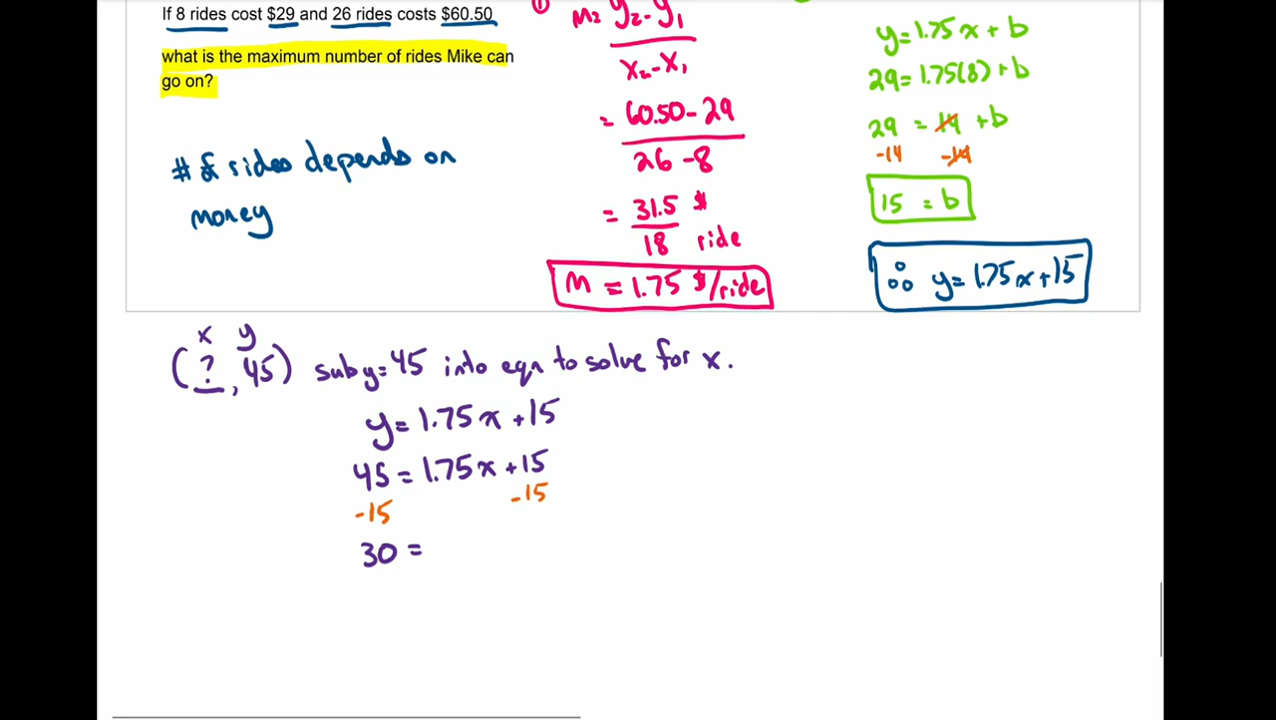 If 8 rides cost $29 and 26 rides costs $60.50
what is the maximum number of rides Mike can
go on?
# of rides depends on
money
①
M= y₂-y₁
x₂-x₁
= 60.50-29
26-8
= 31.5 $
18 ride
M = 1.75 $/ride
y=1.75x+b
29=1.75(8)+b
29 = 14 +b
-14 -14
15 = b
∴ y=1.75x+15
x y
(?, 45) sub y=45 into eqn to solve for x.
y=1.75x+15
45=1.75x+15
-15 -15
30 =